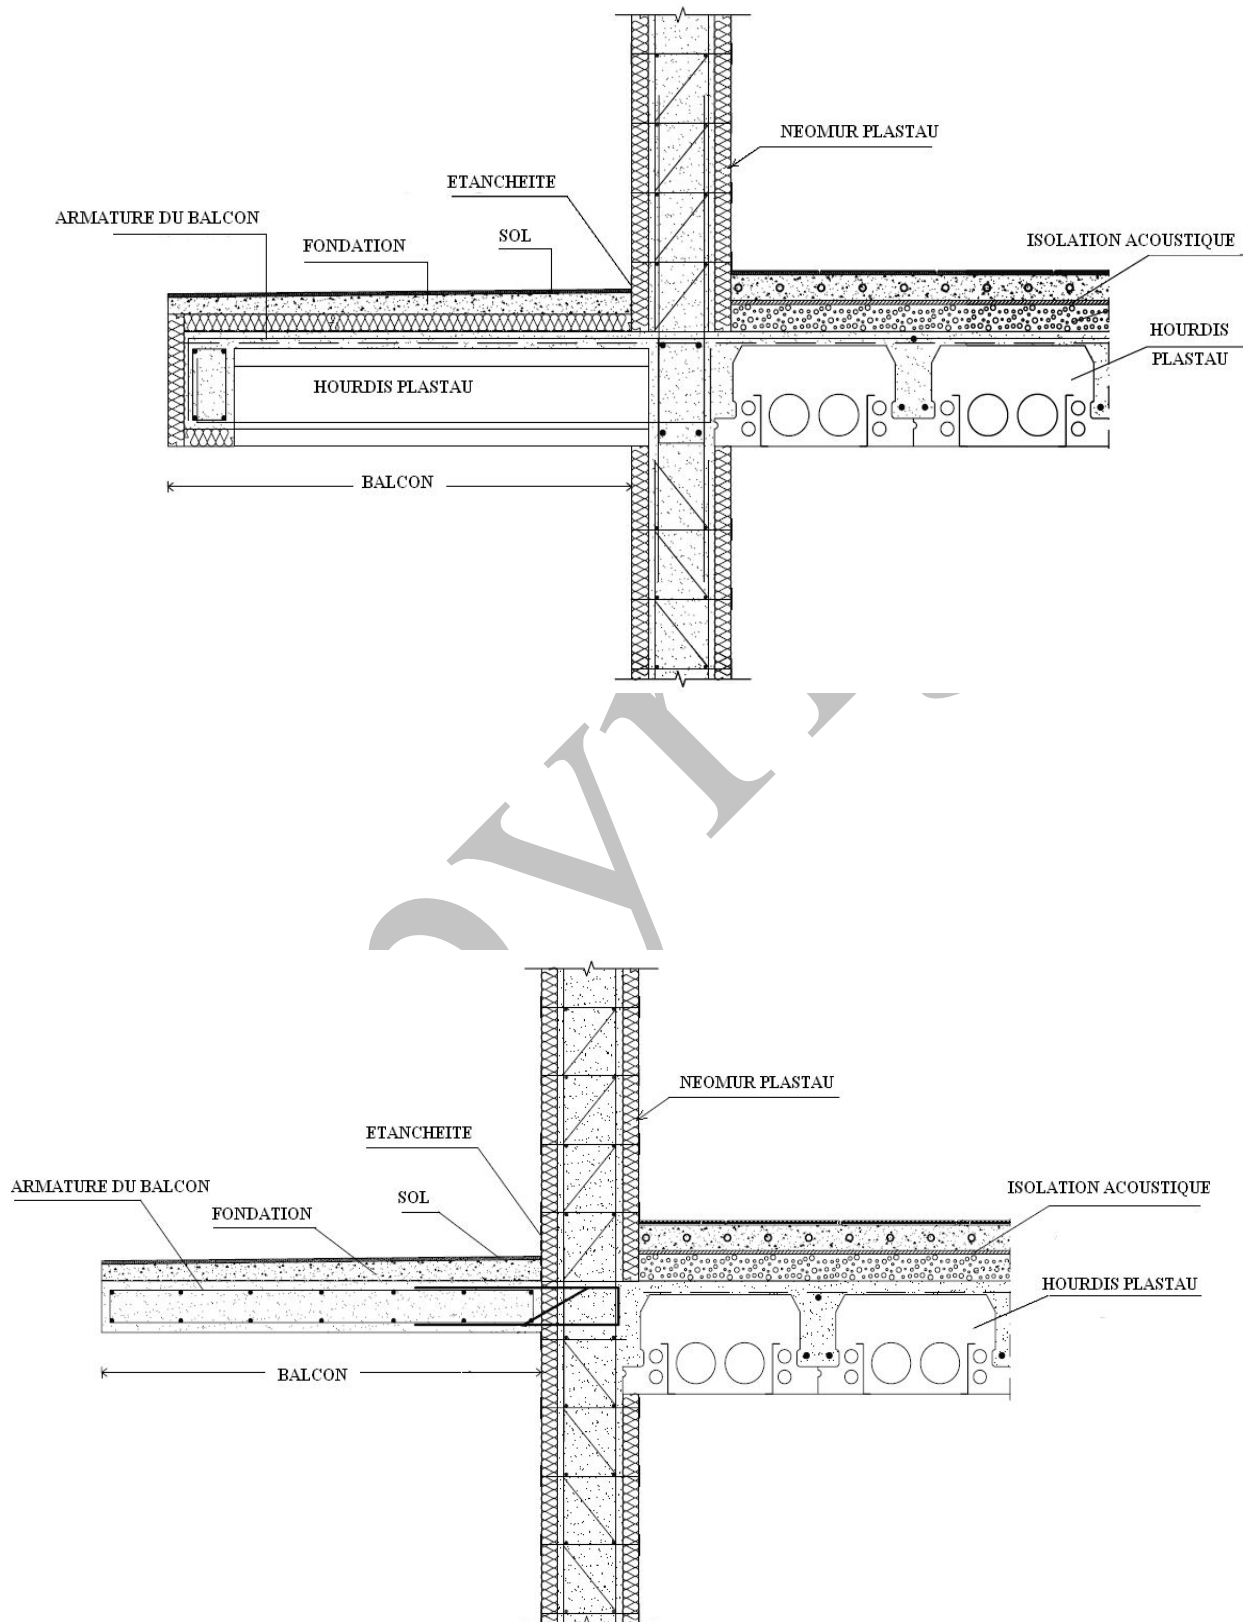 NEOMUR PLASTAU
ETANCHEITE
ARMATURE DU BALCON
SOL
FONDATION
ISOLATION ACOUSTIQUE
HOURDIS
PLASTAU
HOURDIS PLASTAU
BALCON
NEOMUR PLASTAU
ETANCHEITE
ARMATURE DU BALCON
SOL
FONDATION
ISOLATION ACOUSTIQUE
HOURDIS PLASTAU
BALCON